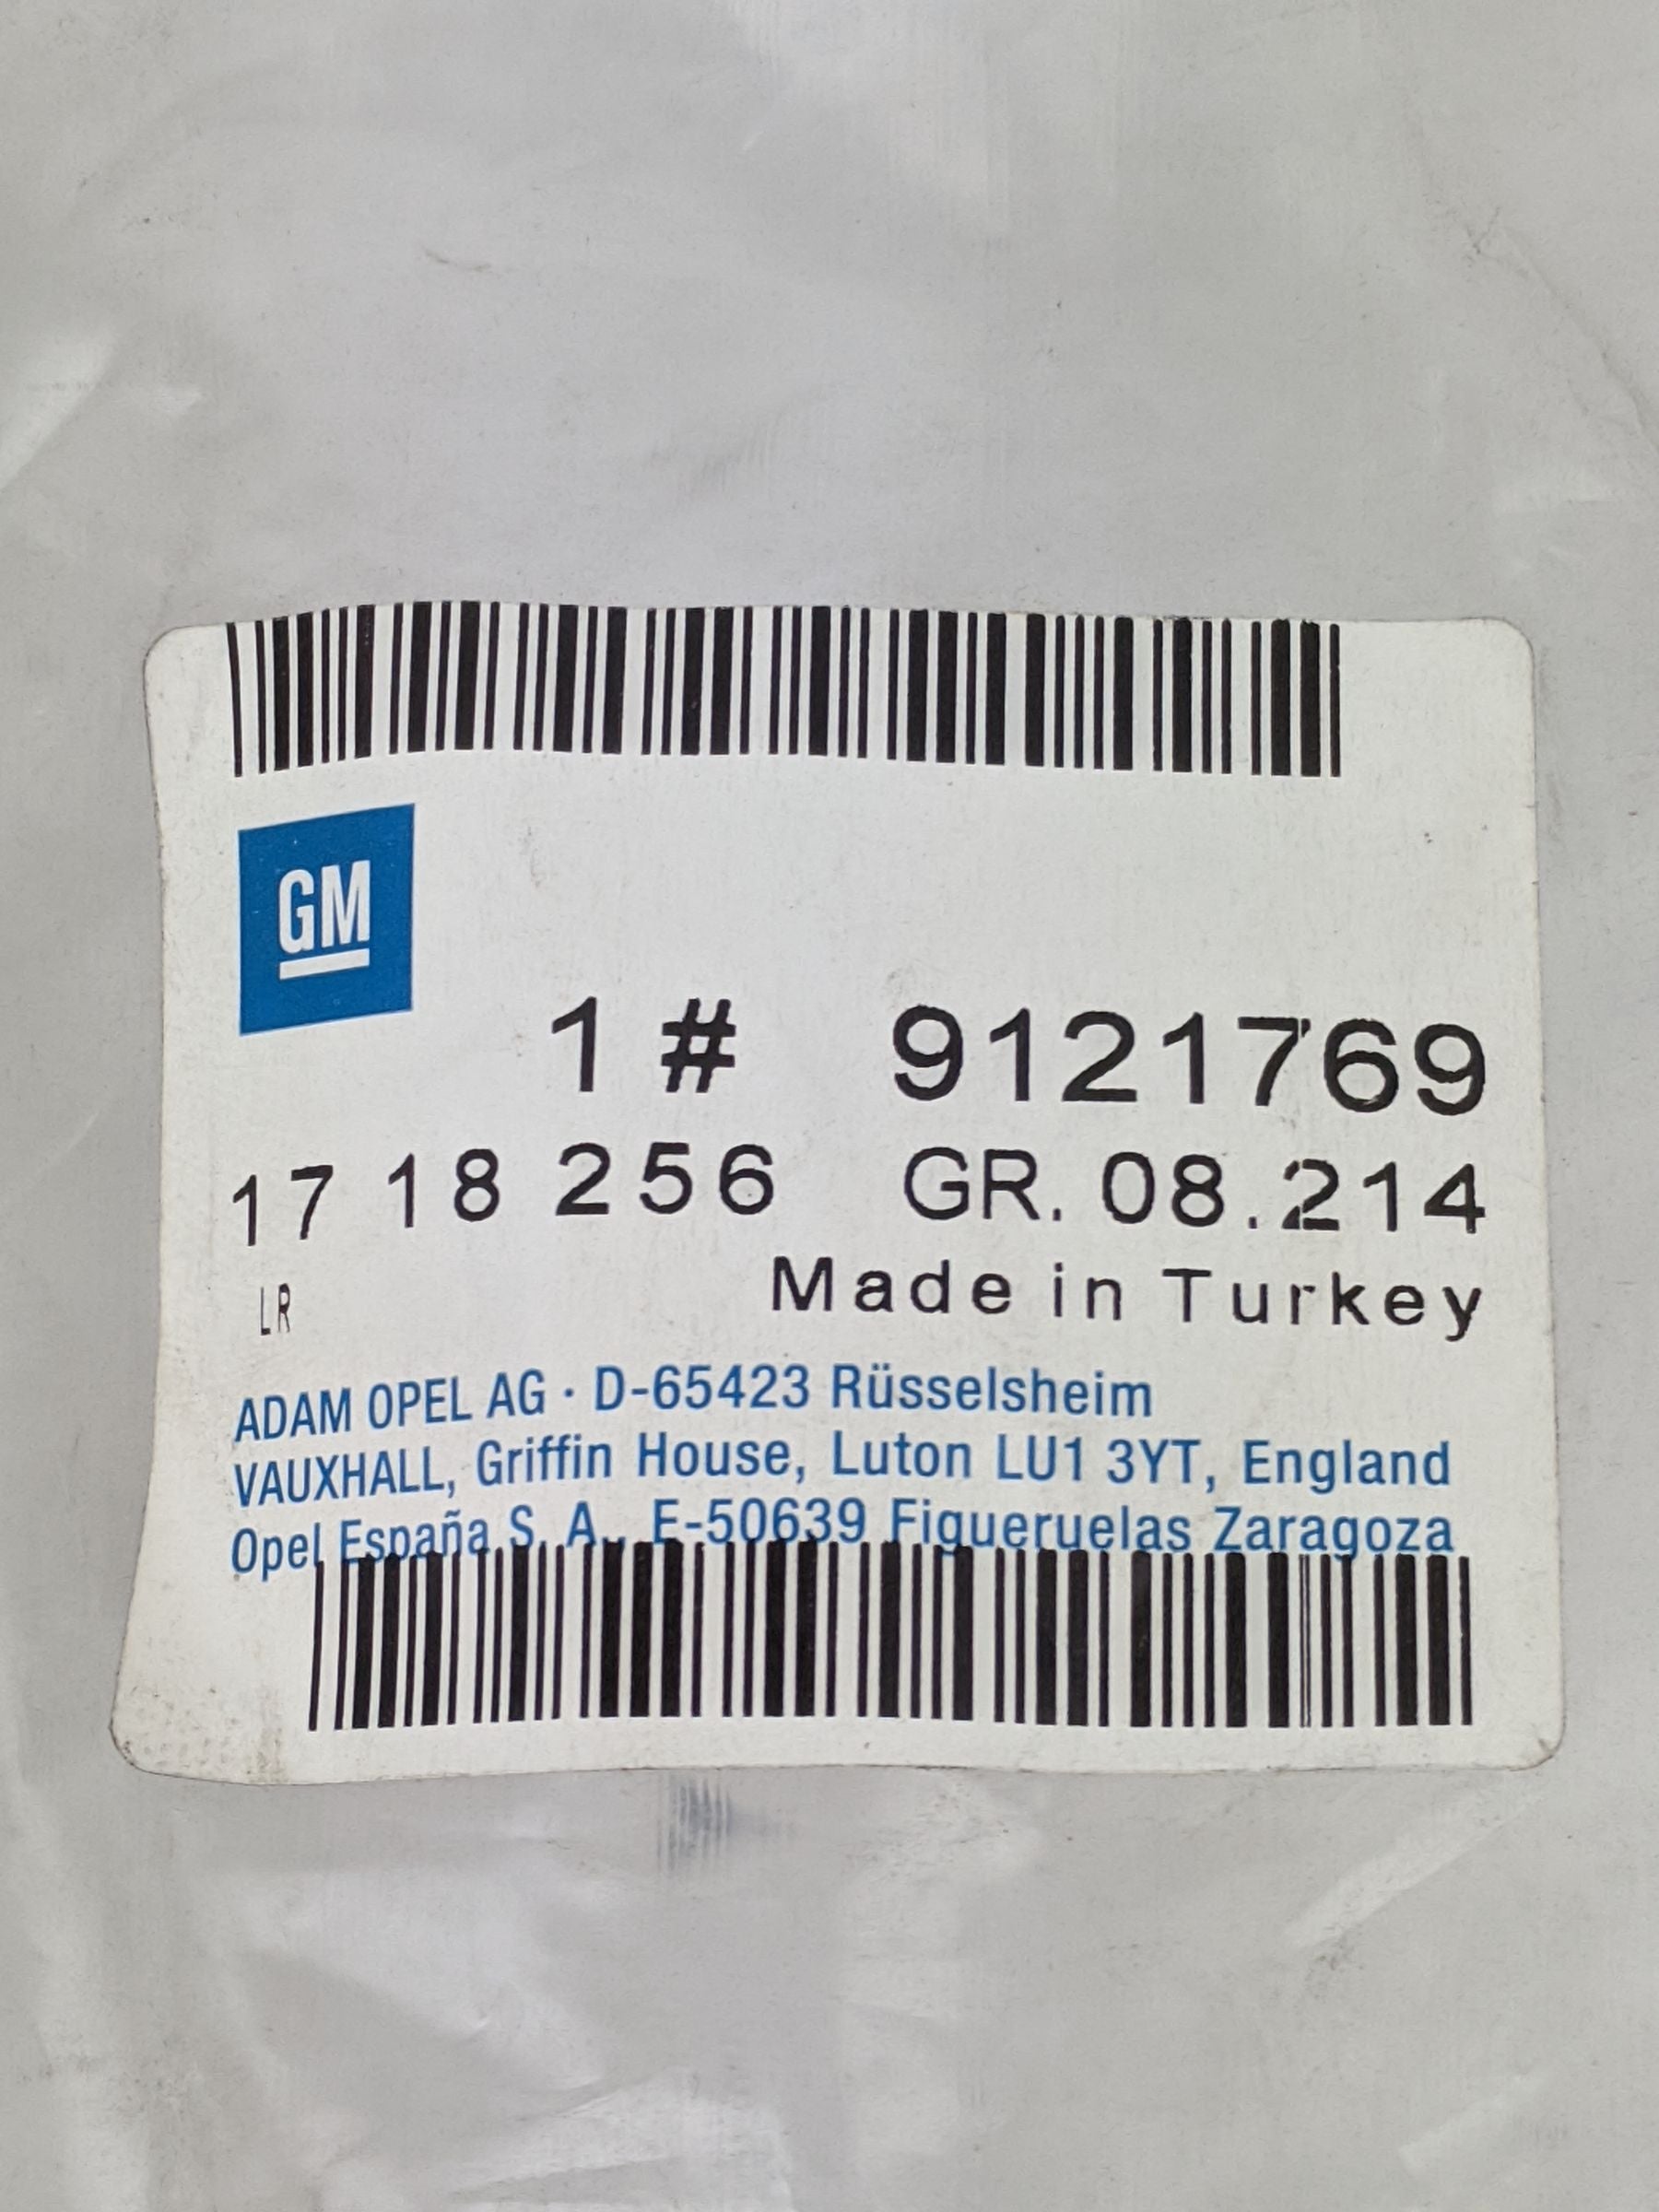 GM
1 # 9121769
17 18 256 GR. 08.214
LR Made in Turkey
ADAM OPEL AG · D-65423 Rüsselsheim
VAUXHALL, Griffin House, Luton LU1 3YT, England
Opel España S. A., E-50639 Figueruelas Zaragoza